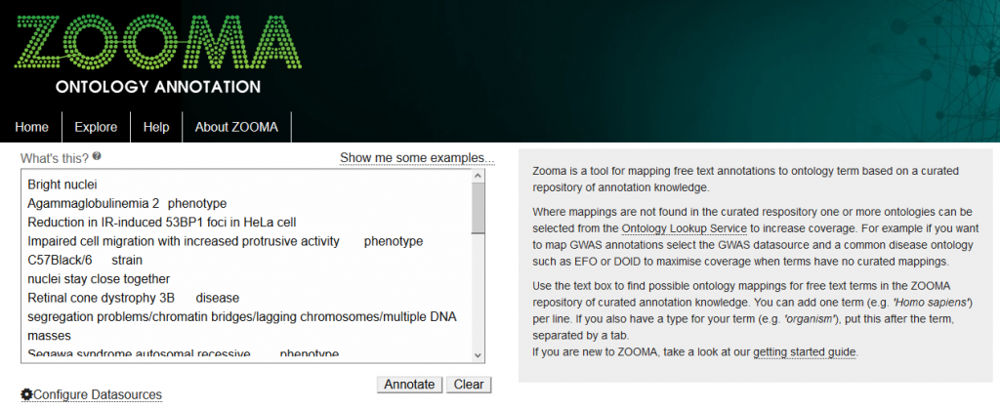 ZOOMA
ONTOLOGY ANNOTATION
Home Explore Help About ZOOMA
What's this? Show me some examples...
Bright nuclei
Agammaglobulinemia 2 phenotype
Reduction in IR-induced 53BP1 foci in HeLa cell
Impaired cell migration with increased protrusive activity phenotype
C57Black/6 strain
nuclei stay close together
Retinal cone dystrophy 3B disease
segregation problems/chromatin bridges/lagging chromosomes/multiple DNA
masses
Segawa syndrome autosomal recessive phenotype
Configure Datasources
Annotate Clear
Zooma is a tool for mapping free text annotations to ontology term based on a curated
repository of annotation knowledge.
Where mappings are not found in the curated respository one or more ontologies can be
selected from the Ontology Lookup Service to increase coverage. For example if you want
to map GWAS annotations select the GWAS datasource and a common disease ontology
such as EFO or DOID to maximise coverage when terms have no curated mappings.
Use the text box to find possible ontology mappings for free text terms in the ZOOMA
repository of curated annotation knowledge. You can add one term (e.g. 'Homo sapiens')
per line. If you also have a type for your term (e.g. 'organism'), put this after the term,
separated by a tab.
If you are new to ZOOMA, take a look at our getting started guide.